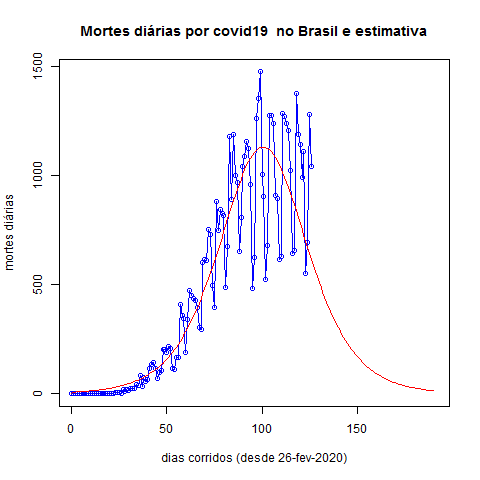 Mortes diárias por covid19 no Brasil e estimativa
mortes diárias
1500
1000
500
0
0 50 100 150
dias corridos (desde 26-fev-2020)